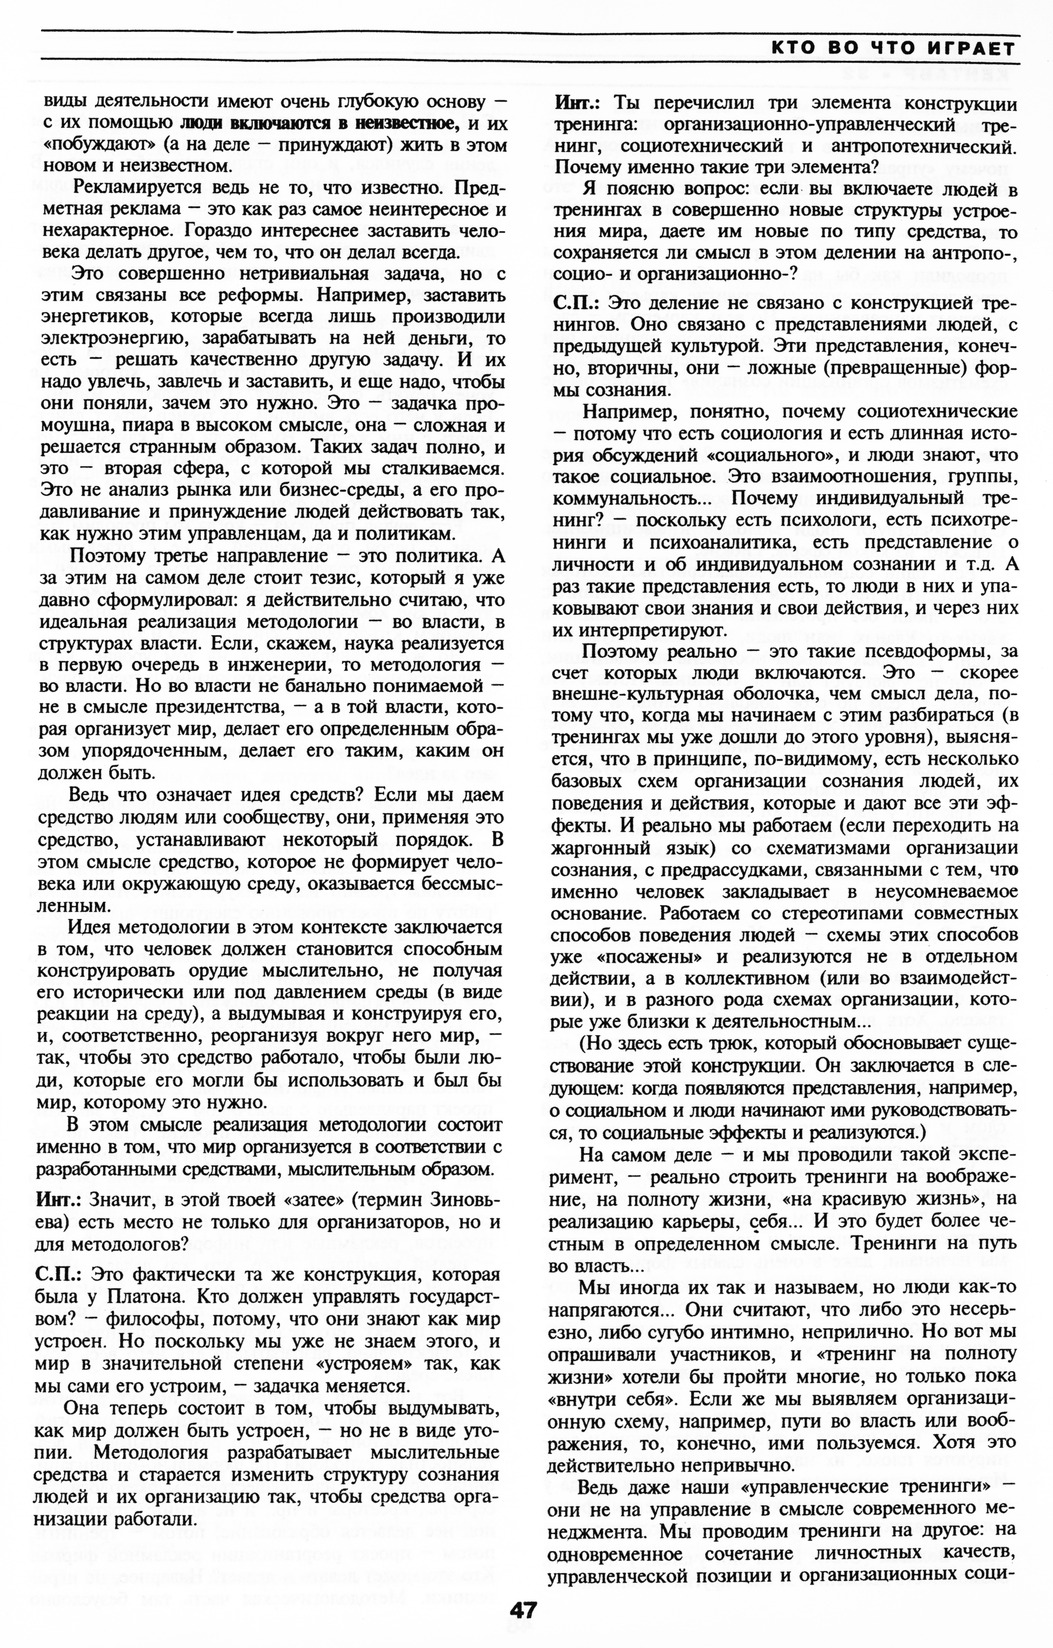 КТО ВО ЧТО ИГРАЕТ
виды деятельности имеют очень глубокую основу —
с их помощью люди включаются в неизвестное, и их
«побуждают» (а на деле — принуждают) жить в этом
новом и неизвестном.
Рекламируется ведь не то, что известно. Пред-
метная реклама — это как раз самое неинтересное и
нехарактерное. Гораздо интереснее заставить чело-
века делать другое, чем то, что он делал всегда.
Это совершенно нетривиальная задача, но с
этим связаны все реформы. Например, заставить
энергетиков, которые всегда лишь производили
электроэнергию, зарабатывать на ней деньги, то
есть — решать качественно другую задачу. И их
надо увлечь, завлечь и заставить, и еще надо, чтобы
они поняли, зачем это нужно. Это — задачка про-
моушна, пиара в высоком смысле, она — сложная и
решается странным образом. Таких задач полно, и
это — вторая сфера, с которой мы сталкиваемся.
Это не анализ рынка или бизнес-среды, а его про-
давливание и принуждение людей действовать так,
как нужно этим управленцам, да и политикам.
Поэтому третье направление — это политика. А
за этим на самом деле стоит тезис, который я уже
давно сформулировал: я действительно считаю, что
идеальная реализация методологии — во власти, в
структурах власти. Если, скажем, наука реализуется
в первую очередь в инженерии, то методология —
во власти. Но во власти не банально понимаемой —
не в смысле президентства, — а в той власти, кото-
рая организует мир, делает его определенным обра-
зом упорядоченным, делает его таким, каким он
должен быть.
Ведь что означает идея средств? Если мы даем
средство людям или сообществу, они, применяя это
средство, устанавливают некоторый порядок. В
этом смысле средство, которое не формирует чело-
века или окружающую среду, оказывается бессмыс-
ленным.
Идея методологии в этом контексте заключается
в том, что человек должен становится способным
конструировать орудие мыслительно, не получая
его исторически или под давлением среды (в виде
реакции на среду), а выдумывая и конструируя его,
и, соответственно, реорганизуя вокруг него мир, —
так, чтобы это средство работало, чтобы были лю-
ди, которые его могли бы использовать и был бы
мир, которому это нужно.
В этом смысле реализация методологии состоит
именно в том, что мир организуется в соответствии с
разработанными средствами, мыслительным образом.
Инт.: Значит, в этой твоей «затее» (термин Зиновь-
ева) есть место не только для организаторов, но и
для методологов?
С.П.: Это фактически та же конструкция, которая
была у Платона. Кто должен управлять государст-
вом? — философы, потому, что они знают как мир
устроен. Но поскольку мы уже не знаем этого, и
мир в значительной степени «устрояем» так, как
мы сами его устроим, — задачка меняется.
Она теперь состоит в том, чтобы выдумывать,
как мир должен быть устроен, — но не в виде уто-
пии. Методология разрабатывает мыслительные
средства и старается изменить структуру сознания
людей и их организацию так, чтобы средства орга-
низации работали.
Инт.: Ты перечислил три элемента конструкции
тренинга: организационно-управленческий тре-
нинг, социотехнический и антропотехнический.
Почему именно такие три элемента?
Я поясню вопрос: если вы включаете людей в
тренингах в совершенно новые структуры устрое-
ния мира, даете им новые по типу средства, то
сохраняется ли смысл в этом делении на антропо-,
социо- и организационно-?
С.П.: Это деление не связано с конструкцией тре-
нингов. Оно связано с представлениями людей, с
предыдущей культурой. Эти представления, конеч-
но, вторичны, они — ложные (превращенные) фор-
мы сознания.
Например, понятно, почему социотехнические
— потому что есть социология и есть длинная исто-
рия обсуждений «социального», и люди знают, что
такое социальное. Это взаимоотношения, группы,
коммунальность... Почему индивидуальный тре-
нинг? — поскольку есть психологи, есть психотре-
нинги и психоаналитика, есть представление о
личности и об индивидуальном сознании и т.д. А
раз такие представления есть, то люди в них и упа-
ковывают свои знания и свои действия, и через них
их интерпретируют.
Поэтому реально — это такие псевдоформы, за
счет которых люди включаются. Это — скорее
внешне-культурная оболочка, чем смысл дела, по-
тому что, когда мы начинаем с этим разбираться (в
тренингах мы уже дошли до этого уровня), выясня-
ется, что в принципе, по-видимому, есть несколько
базовых схем организации сознания людей, их
поведения и действия, которые и дают все эти эф-
фекты. И реально мы работаем (если переходить на
жаргонный язык) со схематизмами организации
сознания, с предрассудками, связанными с тем, что
именно человек закладывает в неусомневаемое
основание. Работаем со стереотипами совместных
способов поведения людей — схемы этих способов
уже «посажены» и реализуются не в отдельном
действии, а в коллективном (или во взаимодейст-
вии), и в разного рода схемах организации, кото-
рые уже близки к деятельностным...
(Но здесь есть трюк, который обосновывает суще-
ствование этой конструкции. Он заключается в сле-
дующем: когда появляются представления, например,
о социальном и люди начинают ими руководствовать-
ся, то социальные эффекты и реализуются.)
На самом деле — и мы проводили такой экспе-
римент, — реально строить тренинги на воображе-
ние, на полноту жизни, «на красивую жизнь», на
реализацию карьеры, себя... И это будет более че-
стным в определенном смысле. Тренинги на путь
во власть...
Мы иногда их так и называем, но люди как-то
напрягаются... Они считают, что либо это несерь-
езно, либо сугубо интимно, неприлично. Но вот мы
опрашивали участников, и «тренинг на полноту
жизни» хотели бы пройти многие, но только пока
«внутри себя». Если же мы выявляем организаци-
онную схему, например, пути во власть или вооб-
ражения, то, конечно, ими пользуемся. Хотя это
действительно непривычно.
Ведь даже наши «управленческие тренинги» —
они не на управление в смысле современного ме-
неджмента. Мы проводим тренинги на другое: на
одновременное сочетание личностных качеств,
управленческой позиции и организационных соци-
47